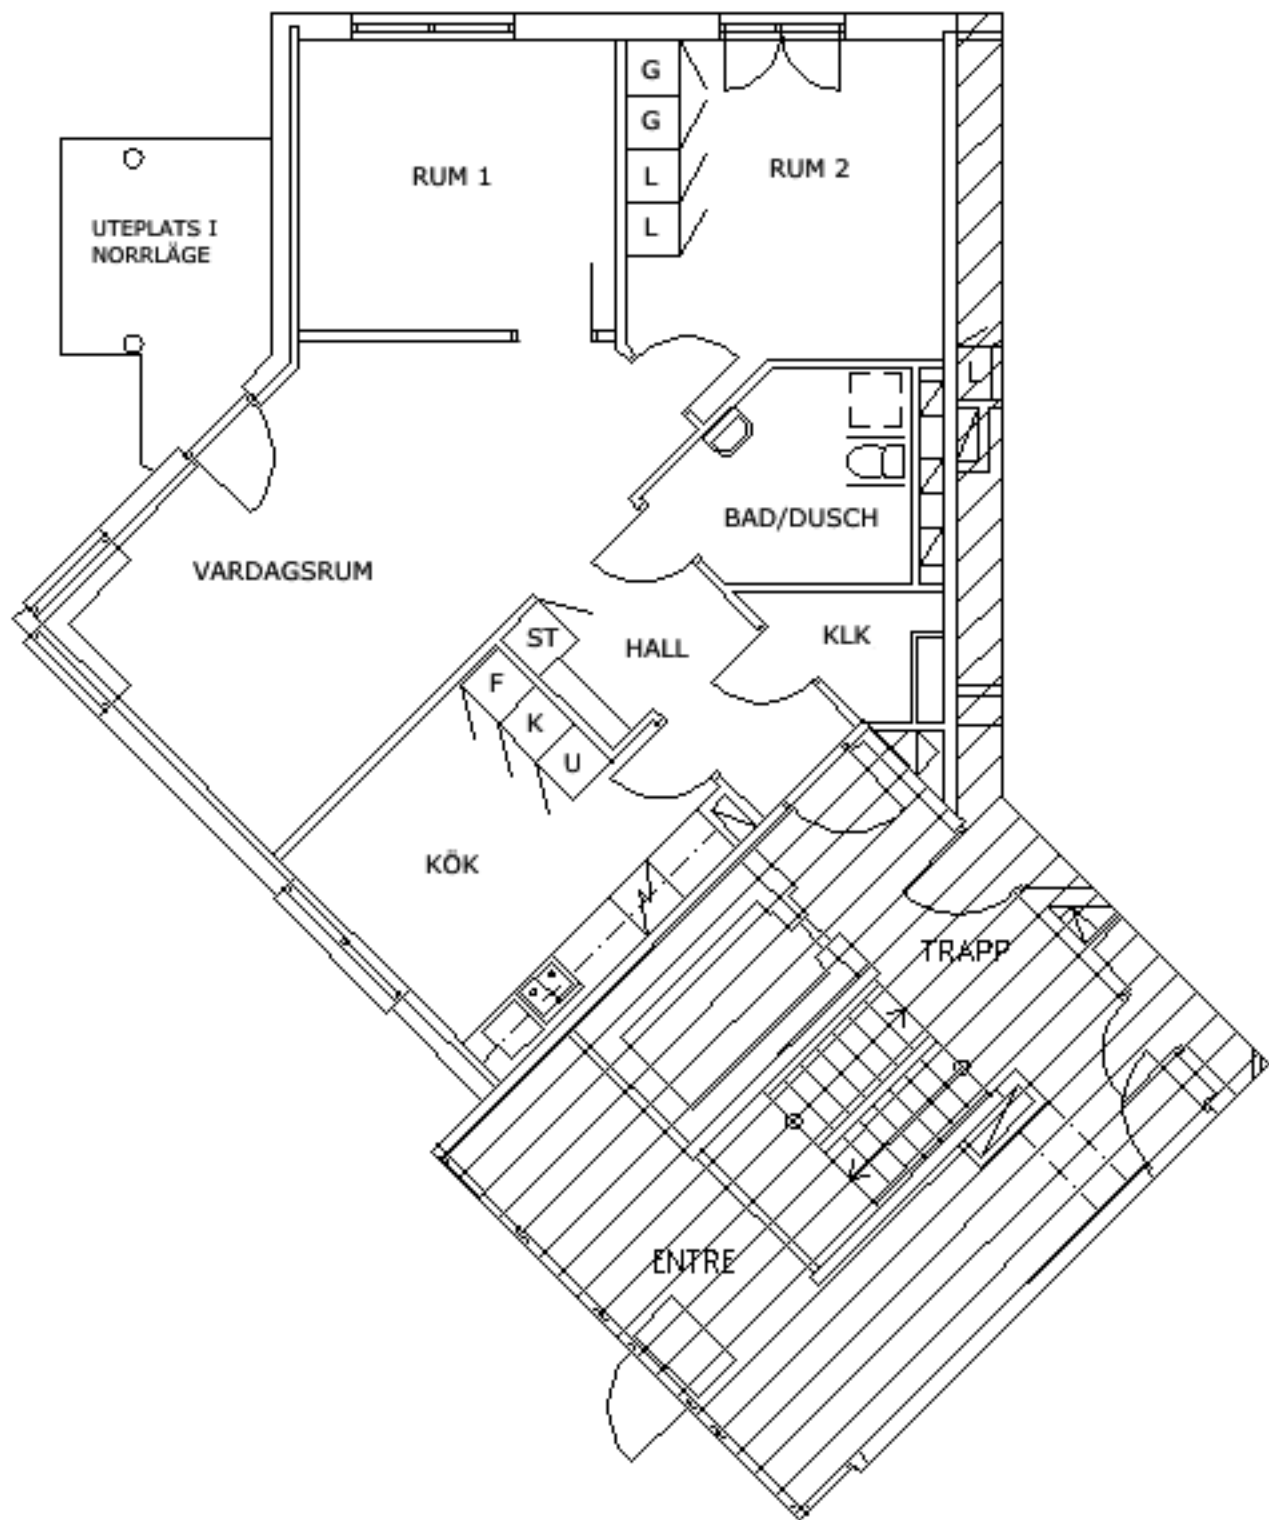 G
G
L
L
RUM 1
RUM 2
UTEPLATS I
NORRLÄGE
L
BAD/DUSCH
VARDAGSRUM
ST
HALL
KLK
F
K
U
KÖK
TRAPP
ENTRE